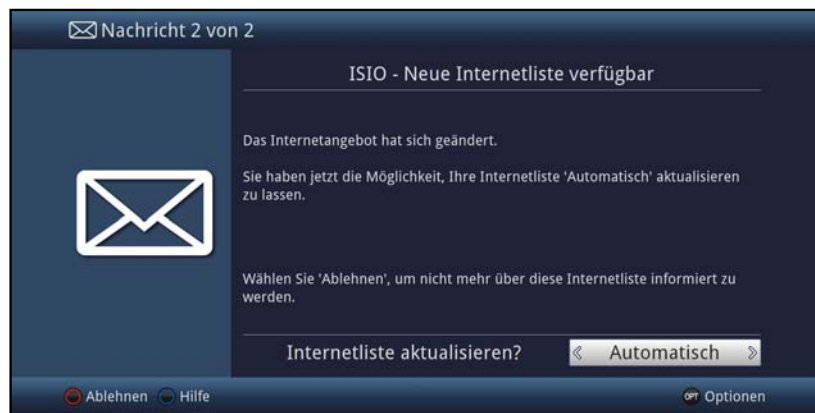 Nachricht 2 von 2
ISIO - Neue Internetliste verfügbar
Das Internetangebot hat sich geändert.
Sie haben jetzt die Möglichkeit, Ihre Internetliste 'Automatisch' aktualisieren
zu lassen.
Wählen Sie 'Ablehnen', um nicht mehr über diese Internetliste informiert zu
werden.
Internetliste aktualisieren? « Automatisch »
Ablehnen Hilfe OPT Optionen